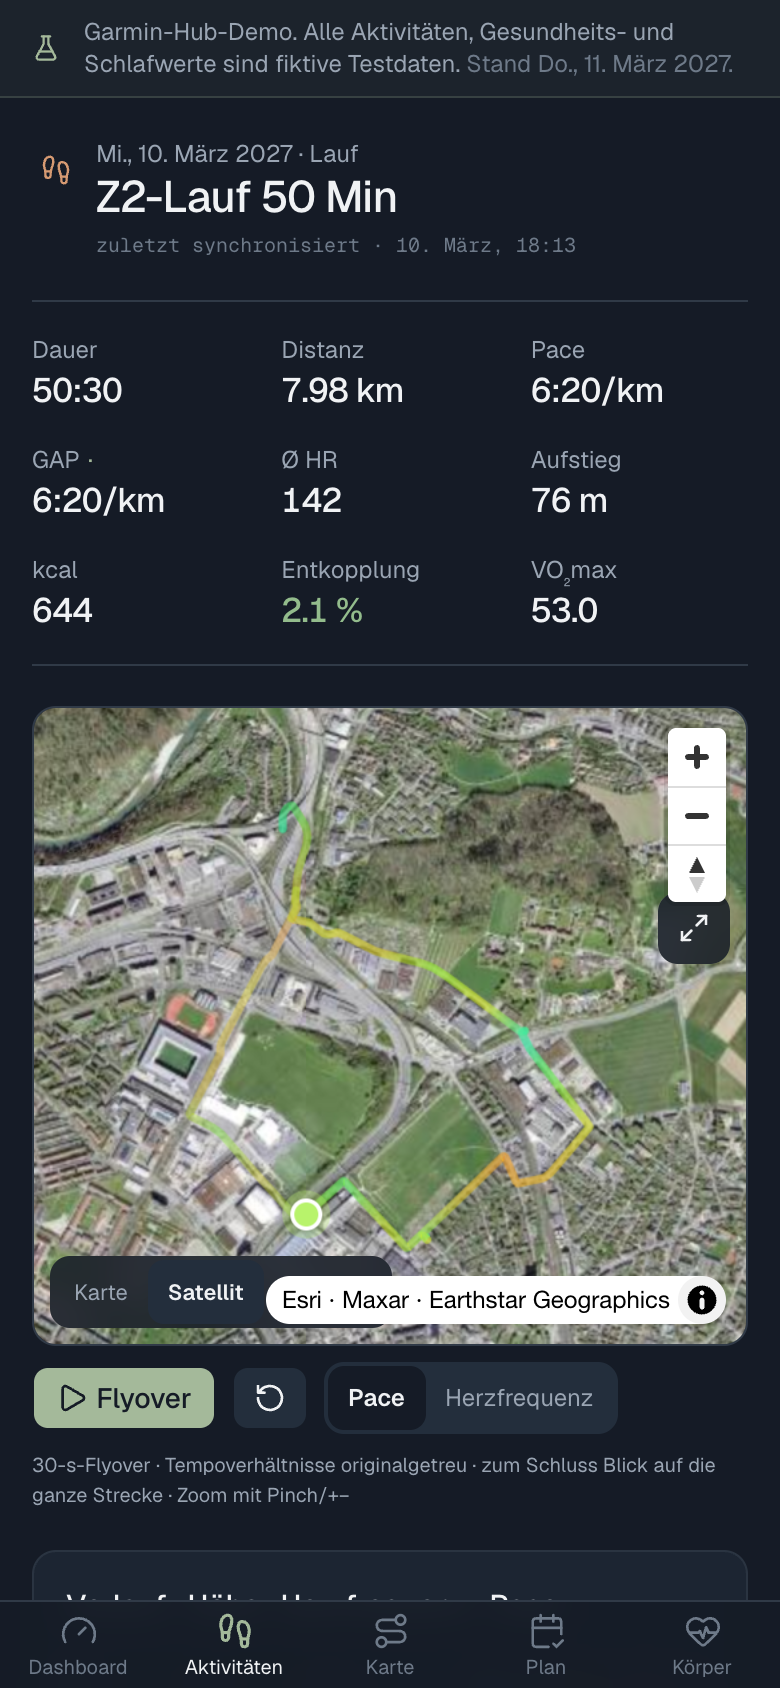 Garmin-Hub-Demo. Alle Aktivitäten, Gesundheits- und
Schlafwerte sind fiktive Testdaten. Stand Do., 11. März 2027.
Mi., 10. März 2027 · Lauf
Z2-Lauf 50 Min
zuletzt synchronisiert · 10. März, 18:13
Dauer Distanz Pace
50:30 7.98 km 6:20/km
GAP · Ø HR Aufstieg
6:20/km 142 76 m
kcal Entkopplung VO₂max
644 2.1 % 53.0
Karte Satellit
Esri · Maxar · Earthstar Geographics
Flyover Pace Herzfrequenz
30-s-Flyover · Tempoverhältnisse originalgetreu · zum Schluss Blick auf die
ganze Strecke · Zoom mit Pinch/+−
Dashboard Aktivitäten Karte Plan Körper